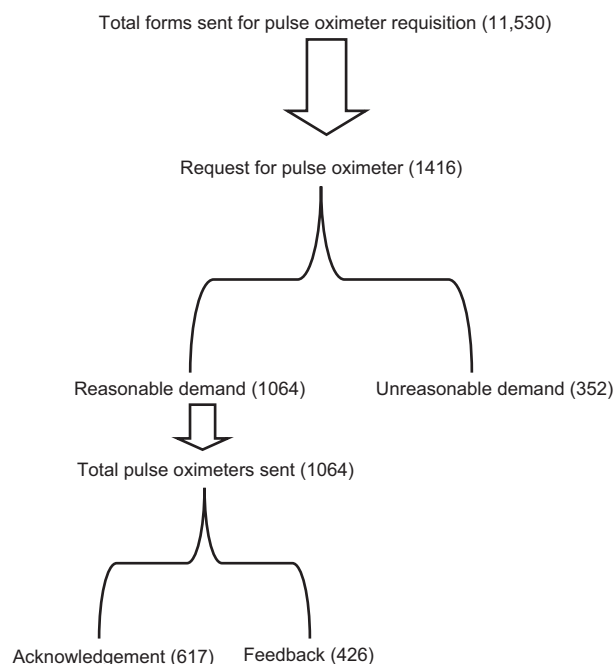 Total forms sent for pulse oximeter requisition (11,530)
Request for pulse oximeter (1416)
Reasonable demand (1064)
Unreasonable demand (352)
Total pulse oximeters sent (1064)
Acknowledgement (617)
Feedback (426)